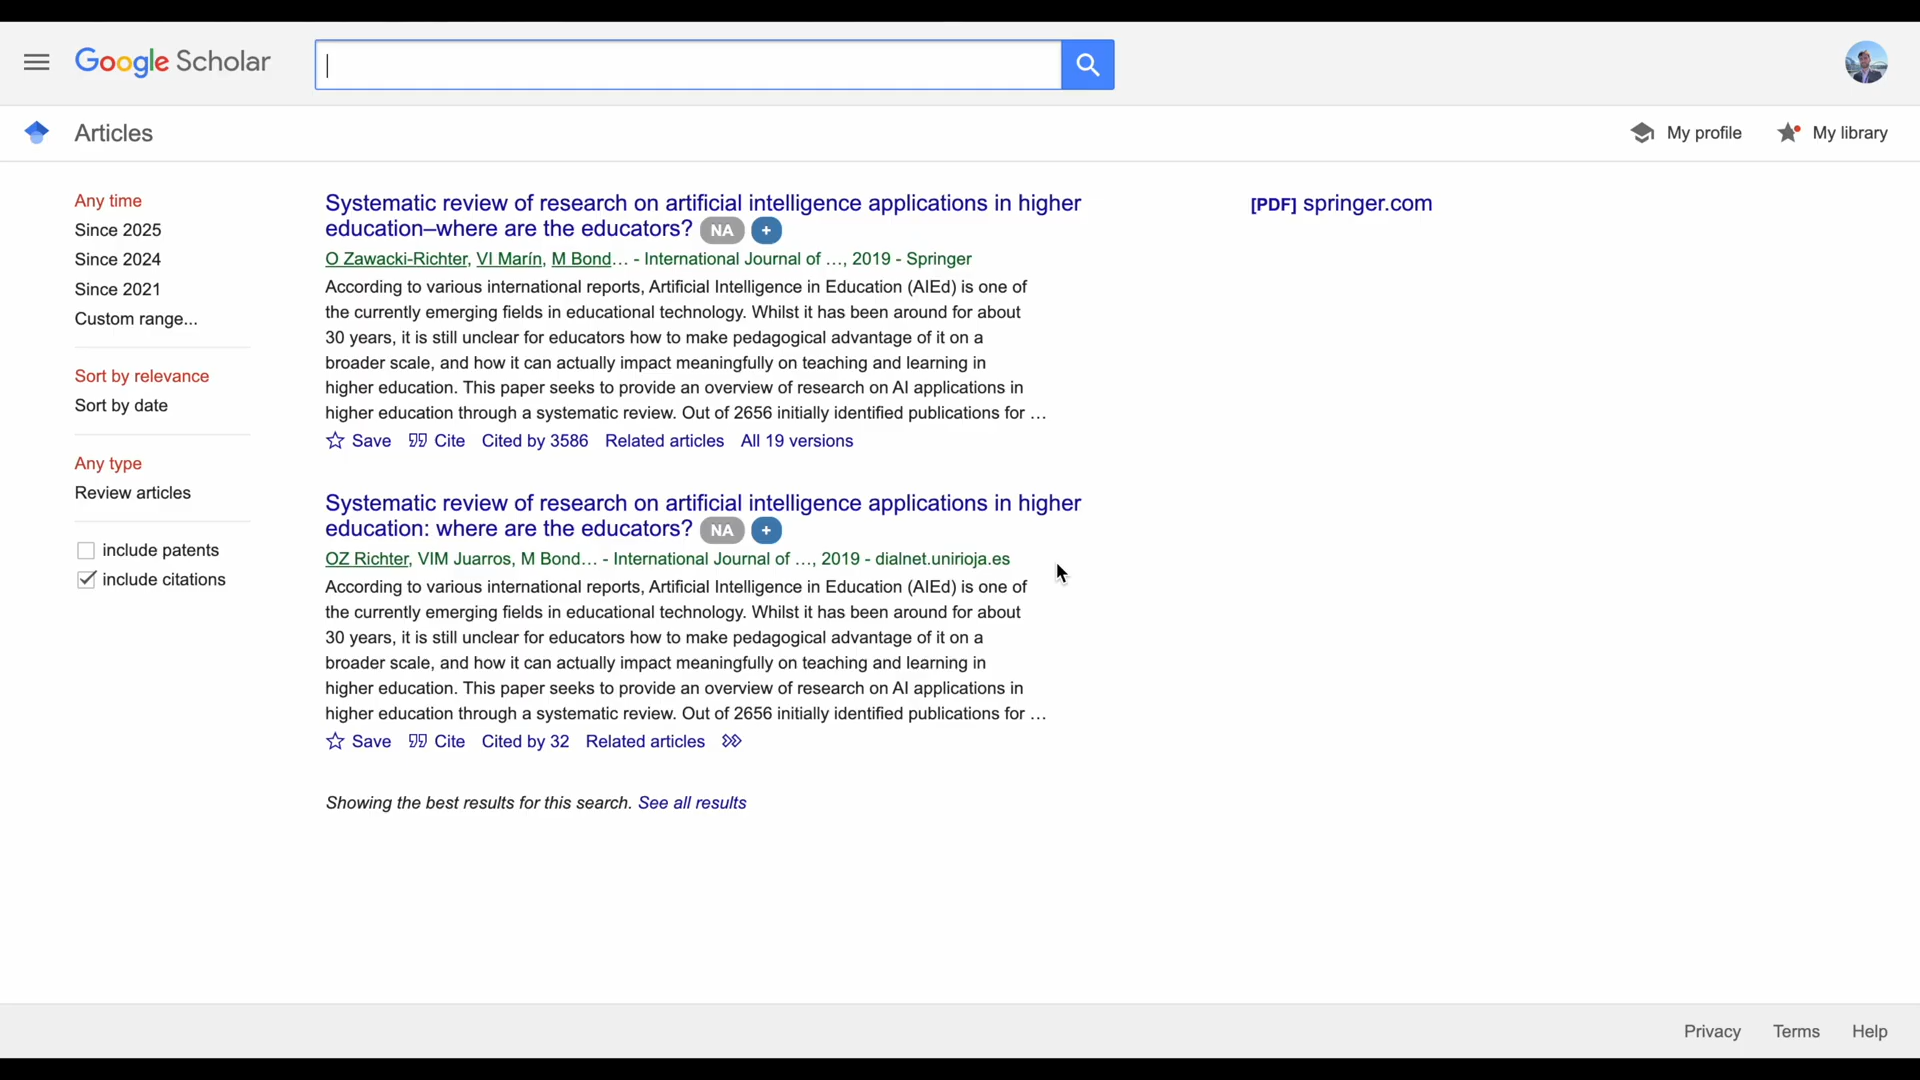 Google Scholar
Articles
My profile
My library
Any time
Since 2025
Since 2024
Since 2021
Custom range...
Sort by relevance
Sort by date
Any type
Review articles
include patents
include citations
Systematic review of research on artificial intelligence applications in higher
education–where are the educators? NA +
O Zawacki-Richter, VI Marín, M Bond… - International Journal of …, 2019 - Springer
According to various international reports, Artificial Intelligence in Education (AIEd) is one of
the currently emerging fields in educational technology. Whilst it has been around for about
30 years, it is still unclear for educators how to make pedagogical advantage of it on a
broader scale, and how it can actually impact meaningfully on teaching and learning in
higher education. This paper seeks to provide an overview of research on AI applications in
higher education through a systematic review. Out of 2656 initially identified publications for …
Save Cite Cited by 3586 Related articles All 19 versions
[PDF] springer.com
Systematic review of research on artificial intelligence applications in higher
education: where are the educators? NA +
OZ Richter, VIM Juarros, M Bond… - International Journal of …, 2019 - dialnet.unirioja.es
According to various international reports, Artificial Intelligence in Education (AIEd) is one of
the currently emerging fields in educational technology. Whilst it has been around for about
30 years, it is still unclear for educators how to make pedagogical advantage of it on a
broader scale, and how it can actually impact meaningfully on teaching and learning in
higher education. This paper seeks to provide an overview of research on AI applications in
higher education through a systematic review. Out of 2656 initially identified publications for …
Save Cite Cited by 32 Related articles
Showing the best results for this search. See all results
Privacy Terms Help